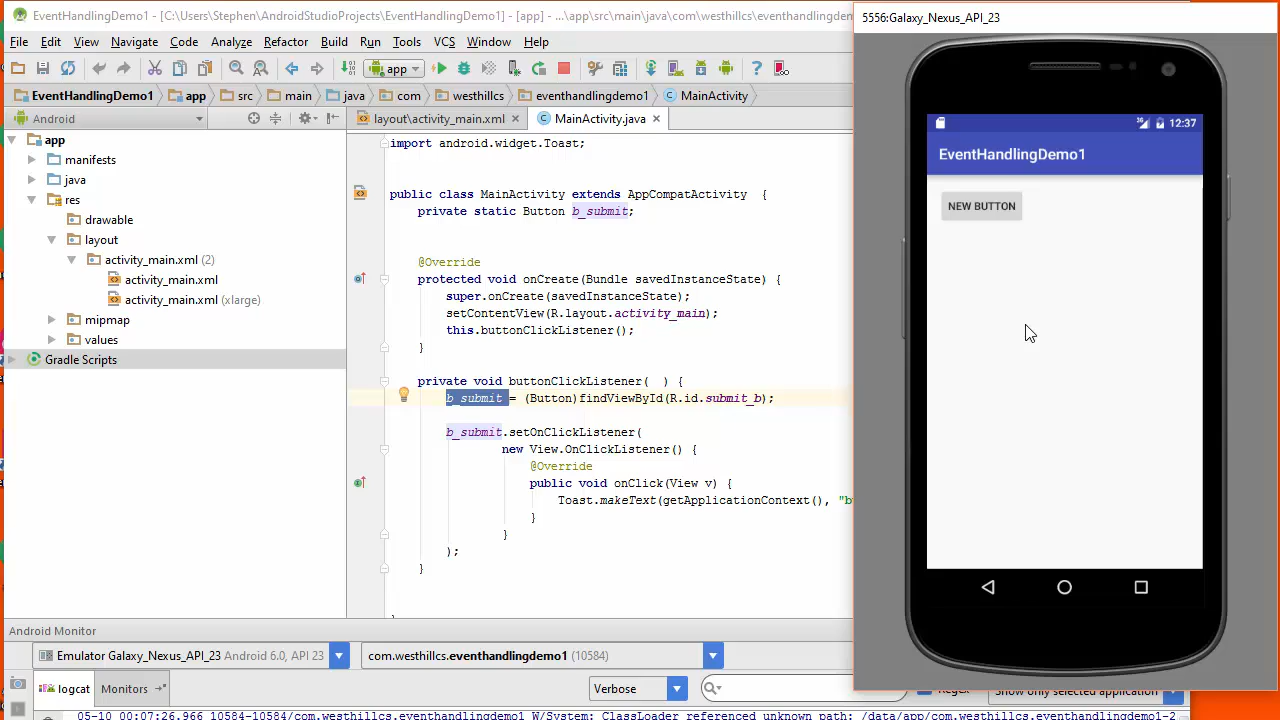 EventHandlingDemo1 - [C:\Users\Stephen\AndroidStudioProjects\EventHandlingDemo1] - [app] - ...\app\src\main\java\com\westhillcs\eventhandlingdem
5556:Galaxy_Nexus_API_23
File Edit View Navigate Code Analyze Refactor Build Run Tools VCS Window Help
app
EventHandlingDemo1 app src main java com westhillcs eventhandlingdemo1 MainActivity
Android
layout\activity_main.xml
MainActivity.java
app
manifests
java
res
drawable
layout
activity_main.xml (2)
activity_main.xml
activity_main.xml (xlarge)
mipmap
values
Gradle Scripts
import android.widget.Toast;
public class MainActivity extends AppCompatActivity {
private static Button b_submit;
@Override
protected void onCreate(Bundle savedInstanceState) {
super.onCreate(savedInstanceState);
setContentView(R.layout.activity_main);
this.buttonClickListener();
}
private void buttonClickListener( ) {
b_submit = (Button)findViewById(R.id.submit_b);
b_submit.setOnClickListener(
new View.OnClickListener() {
@Override
public void onClick(View v) {
Toast.makeText(getApplicationContext(), "b
}
}
);
}
12:37
EventHandlingDemo1
NEW BUTTON
Android Monitor
Emulator Galaxy_Nexus_API_23 Android 6.0, API 23
com.westhillcs.eventhandlingdemo1 (10584)
logcat
Monitors
Verbose
Regex
Show only selected application
05-10 00:07:26.966 10584-10584/com.westhillcs.eventhandlingdemo1 W/System: ClassLoader referenced unknown path: /data/app/com.westhillcs.eventhandlingdemo1-2